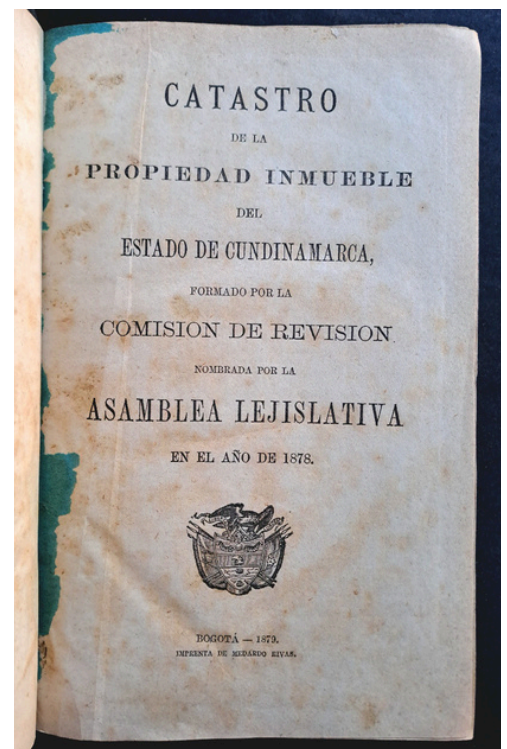 CATASTRO
DE LA
PROPIEDAD INMUEBLE
DEL
ESTADO DE CUNDINAMARCA,
FORMADO POR LA
COMISION DE REVISION
NOMBRADA POR LA
ASAMBLEA LEJISLATIVA
EN EL AÑO DE 1878.
BOGOTÁ — 1879.
IMPRENTA DE MEDARDO RIVAS.